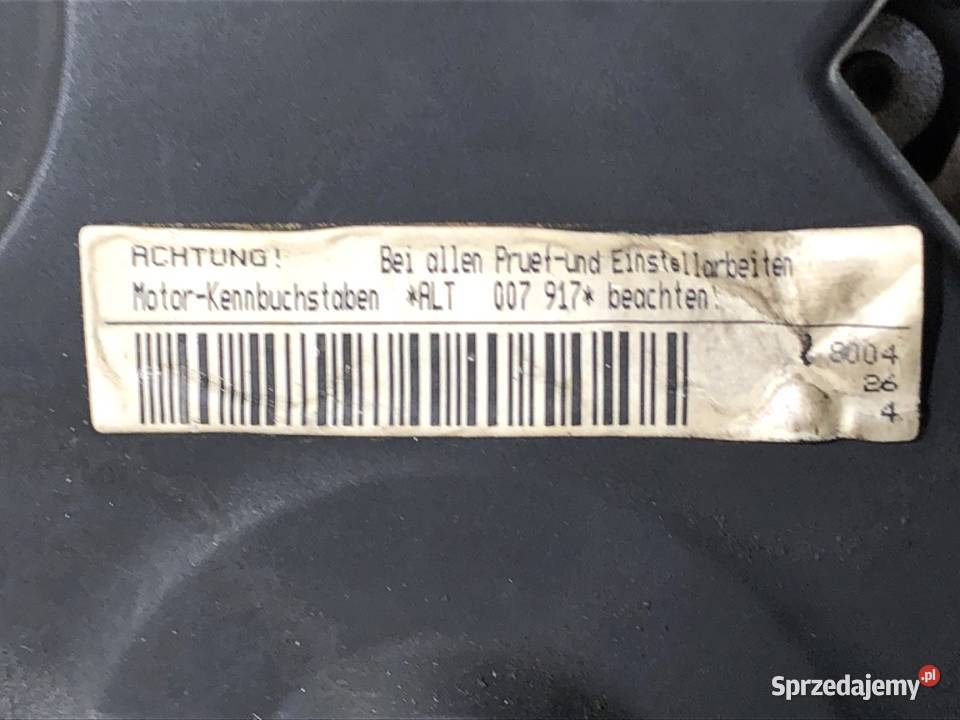 ACHTUNG! Bei allen Pruef-und Einstellarbeiten
Motor-Kennbuchstaben *ALT 007 917* beachten!
8004
26
4
Sprzedajemy.pl